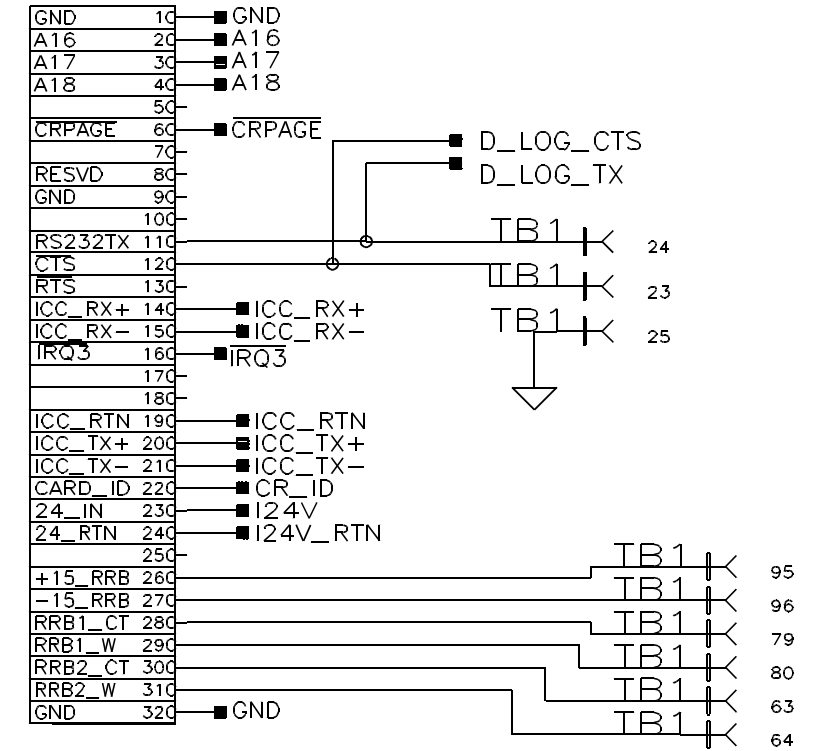 GND 1 GND
A16 2 A16
A17 3 A17
A18 4 A18
5
CRPAGE 6 CRPAGE
D_LOG_CTS
7
D_LOG_TX
RESVD 8
GND 9
10
RS232TX 11 TB1 24
CTS 12 TB1 23
RTS 13
ICC_RX+ 14 ICC_RX+
ICC_RX- 15 ICC_RX- TB1 25
IRQ3 16 IRQ3
17
18
ICC_RTN 19 ICC_RTN
ICC_TX+ 20 ICC_TX+
ICC_TX- 21 ICC_TX-
CARD_ID 22 CR_ID
24_IN 23 I24V
24_RTN 24 I24V_RTN
25
+15_RRB 26 TB1 95
-15_RRB 27 TB1 96
RRB1_CT 28 TB1 79
RRB1_W 29 TB1 80
RRB2_CT 30 TB1 63
RRB2_W 31 TB1 64
GND 32 GND